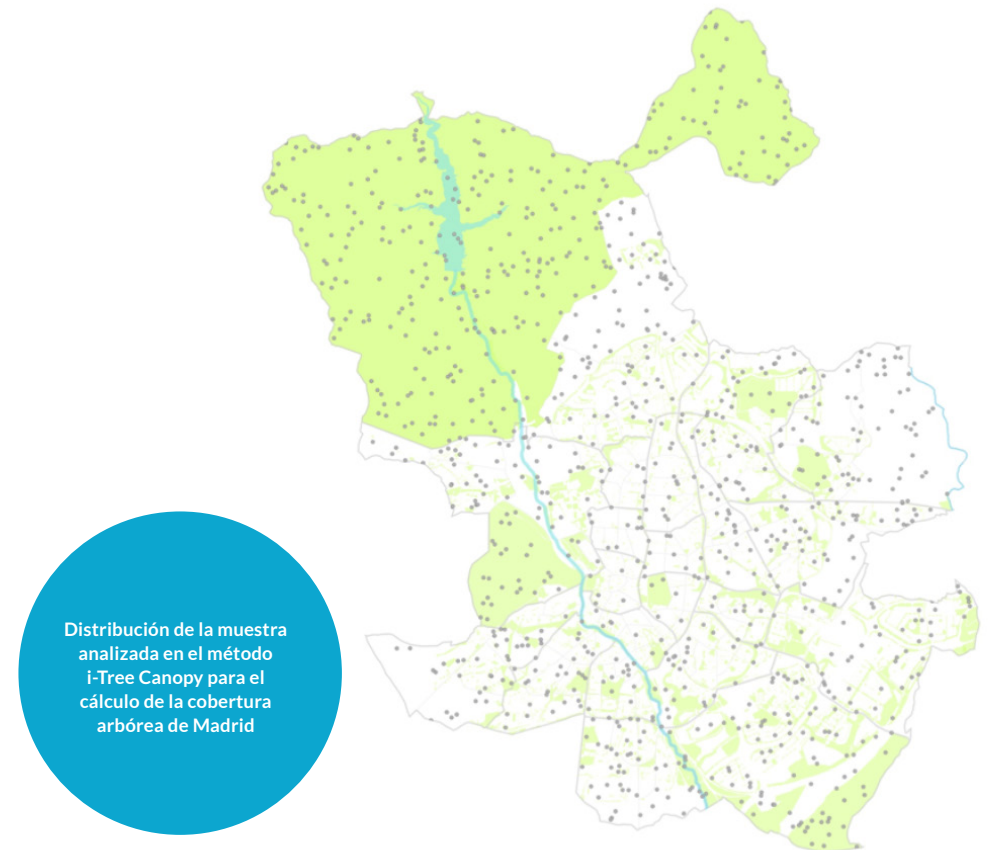 Distribución de la muestra
analizada en el método
i-Tree Canopy para el
cálculo de la cobertura
arbórea de Madrid